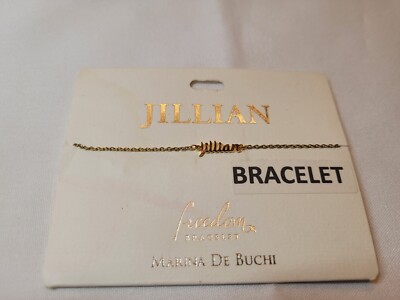 JILLIAN
jillian
BRACELET
freedom
BRACELET
MARINA DE BUCHI